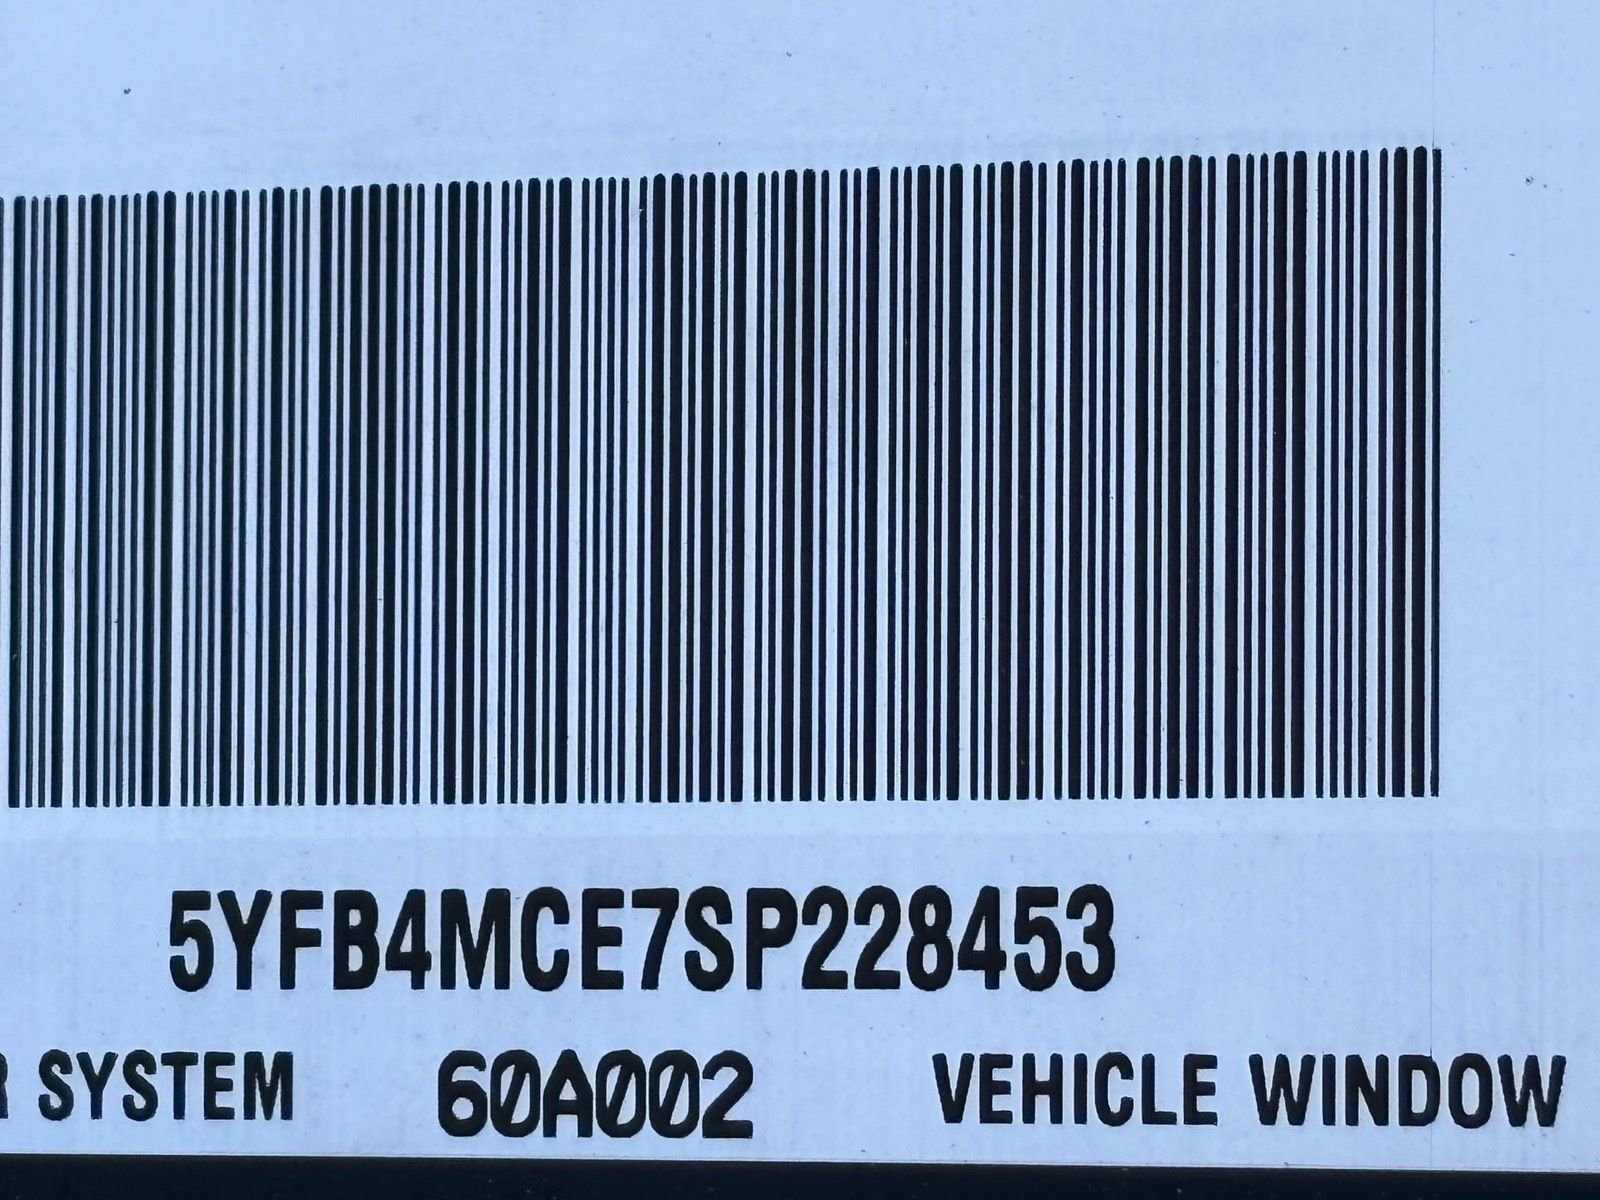 5YFB4MCE7SP228453
R SYSTEM 60A002 VEHICLE WINDOW